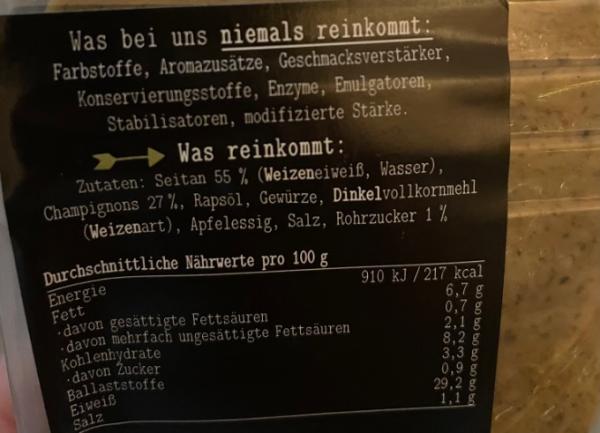 Was bei uns niemals reinkommt:
Farbstoffe, Aromazusätze, Geschmacksverstärker,
Konservierungsstoffe, Enzyme, Emulgatoren,
Stabilisatoren, modifizierte Stärke.
Was reinkommt:
Zutaten: Seitan 55 % (Weizeneiweiß, Wasser),
Champignons 27 %, Rapsöl, Gewürze, Dinkelvollkornmehl
(Weizenart), Apfelessig, Salz, Rohrzucker 1 %
Durchschnittliche Nährwerte pro 100 g
Energie 910 kJ / 217 kcal
Fett 6,7 g
·davon gesättigte Fettsäuren 0,7 g
·davon mehrfach ungesättigte Fettsäuren 2,1 g
Kohlenhydrate 8,2 g
·davon Zucker 3,3 g
Ballaststoffe 0,9 g
Eiweiß 29,2 g
Salz 1,1 g